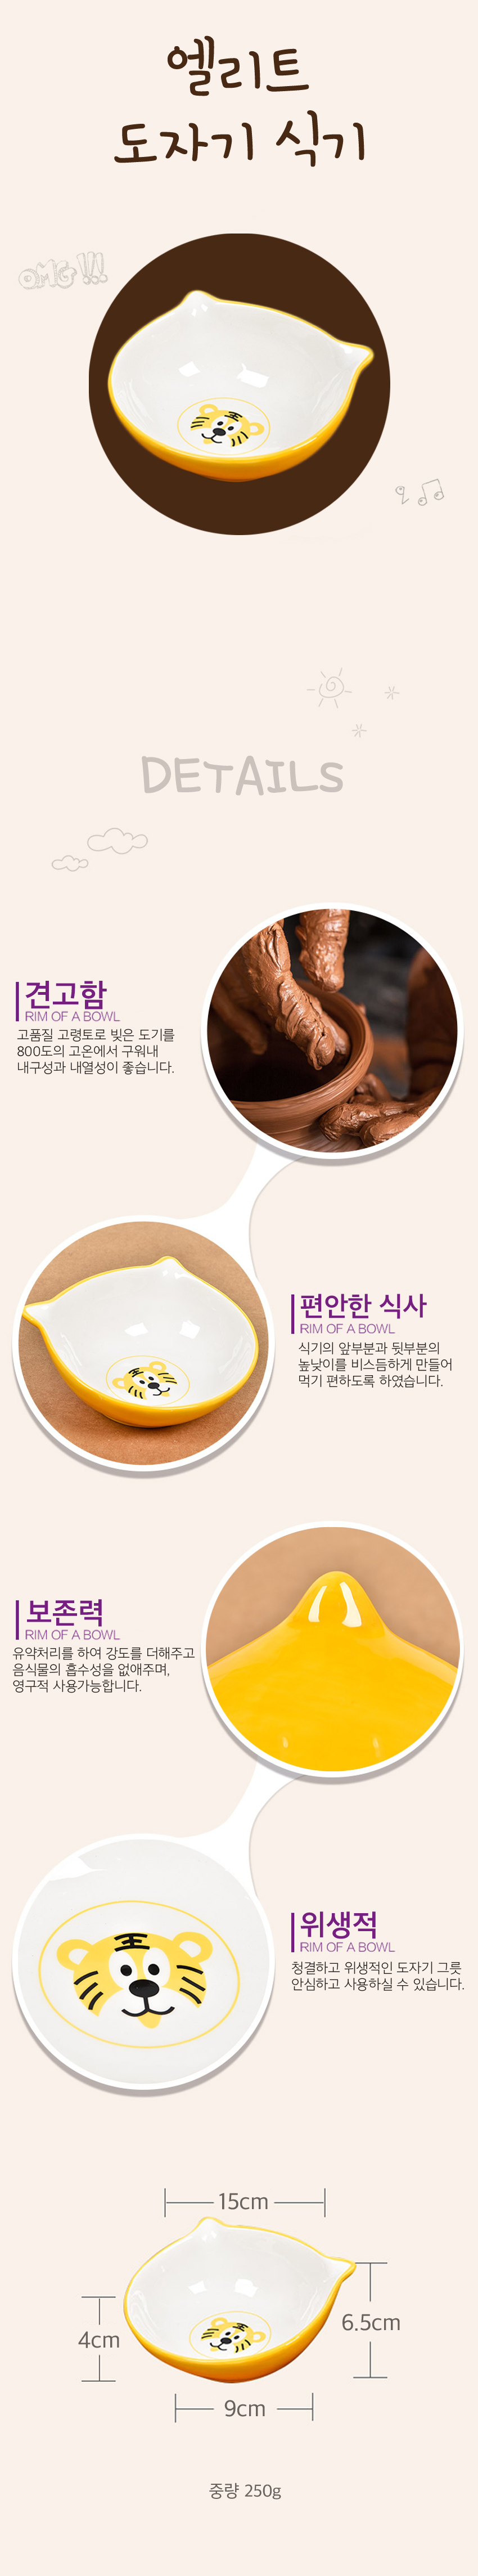 엘리트
도자기 식기
OMG!!!
DETAILS
견고함
RIM OF A BOWL
고품질 고령토로 빚은 도기를
800도의 고온에서 구워내
내구성과 내열성이 좋습니다.
편안한 식사
RIM OF A BOWL
식기의 앞부분과 뒷부분의
높낮이를 비스듬하게 만들어
먹기 편하도록 하였습니다.
보존력
RIM OF A BOWL
유약처리를 하여 강도를 더해주고
음식물의 흡수성을 없애주며,
영구적 사용가능합니다.
위생적
RIM OF A BOWL
청결하고 위생적인 도자기 그릇
안심하고 사용하실 수 있습니다.
15cm
6.5cm
4cm
9cm
중량 250g